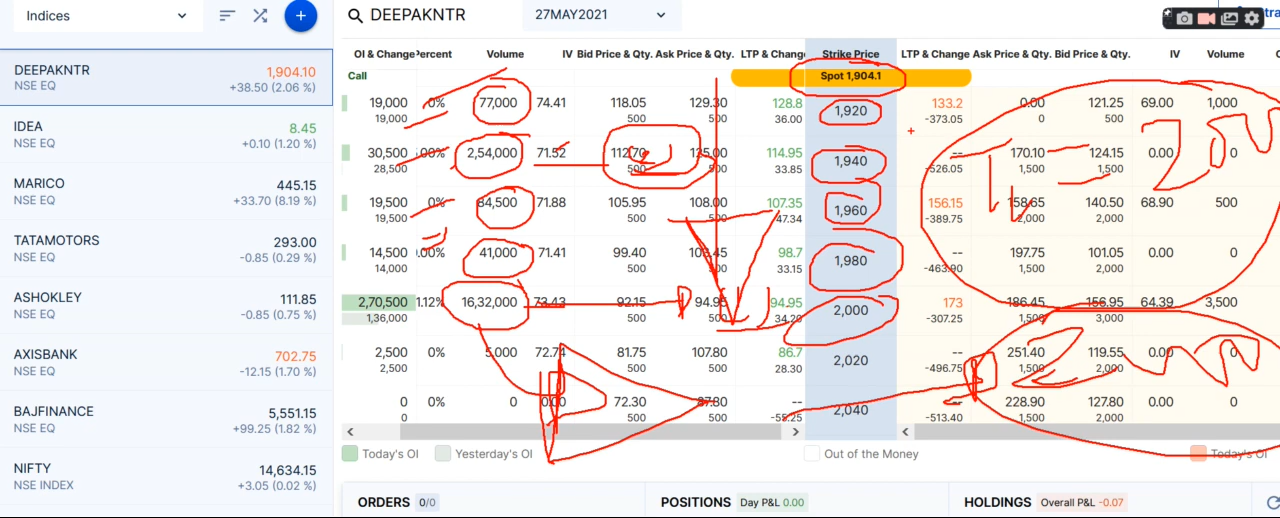 Indices
DEEPAKNTR
27MAY2021
DEEPAKNTR 1,904.10
NSE EQ +38.50 (2.06 %)
IDEA 8.45
NSE EQ +0.10 (1.20 %)
MARICO 445.15
NSE EQ +33.70 (8.19 %)
TATAMOTORS 293.00
NSE EQ -0.85 (0.29 %)
ASHOKLEY 111.85
NSE EQ -0.85 (0.75 %)
AXISBANK 702.75
NSE EQ -12.15 (1.70 %)
BAJFINANCE 5,551.15
NSE EQ +99.25 (1.82 %)
NIFTY 14,634.15
NSE INDEX +3.05 (0.02 %)
OI & Change Percent Volume IV Bid Price & Qty. Ask Price & Qty. LTP & Change Strike Price LTP & Change Ask Price & Qty. Bid Price & Qty. IV Volume
Call Spot 1,904.1
19,000 0% 77,000 74.41 118.05 129.30 128.8 1,920 133.2 0.00 121.25 69.00 1,000
19,000 500 500 36.00 -373.05 0 500
30,500 2,54,000 71.52 112.70 1,940 -- 170.10 124.15 0.00 0
28,500 500 500 33.85 -526.05 1,500 1,500
114.95
19,500 0% 84,500 71.88 105.95 108.00 107.35 1,960 156.15 158.65 140.50 68.90 500
19,500 500 500 47.34 -389.75 2,000 2,000
14,500 41,000 71.41 99.40 98.7 1,980 -- 197.75 101.05 0.00 0
14,000 500 500 33.15 -463.90 500 2,000
2,70,500 16,32,000 73.43 92.15 94.95 94.95 2,000 173 186.45 156.95 64.39 3,500
1,36,000 500 500 34.20 -307.25 1,500 3,000
2,500 0% 5,000 72.74 81.75 107.80 86.7 2,020 -- 251.40 119.55 0.00 0
2,500 500 500 28.30 -496.75 1,500 2,000
0 0% 0 0.00 72.30 87.80 -- 2,040 -- 228.90 127.80 0.00 0
0 500 500 -55.25 -513.40 1,500 2,000
Today's OI Yesterday's OI Out of the Money Today's OI
ORDERS 0/0 POSITIONS Day P&L 0.00 HOLDINGS Overall P&L -0.07